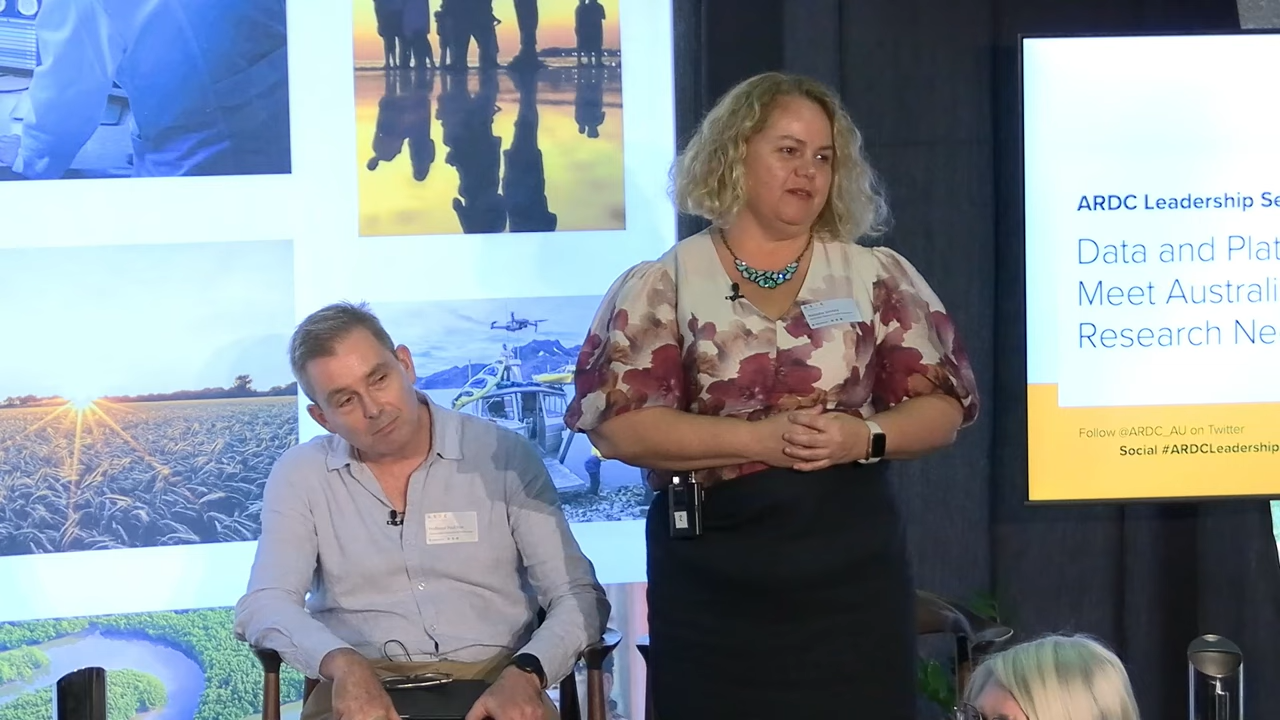 ARDC Leadership Se
Data and Plat
Meet Australi
Research Ne
Follow @ARDC_AU on Twitter
Social #ARDCLeadership